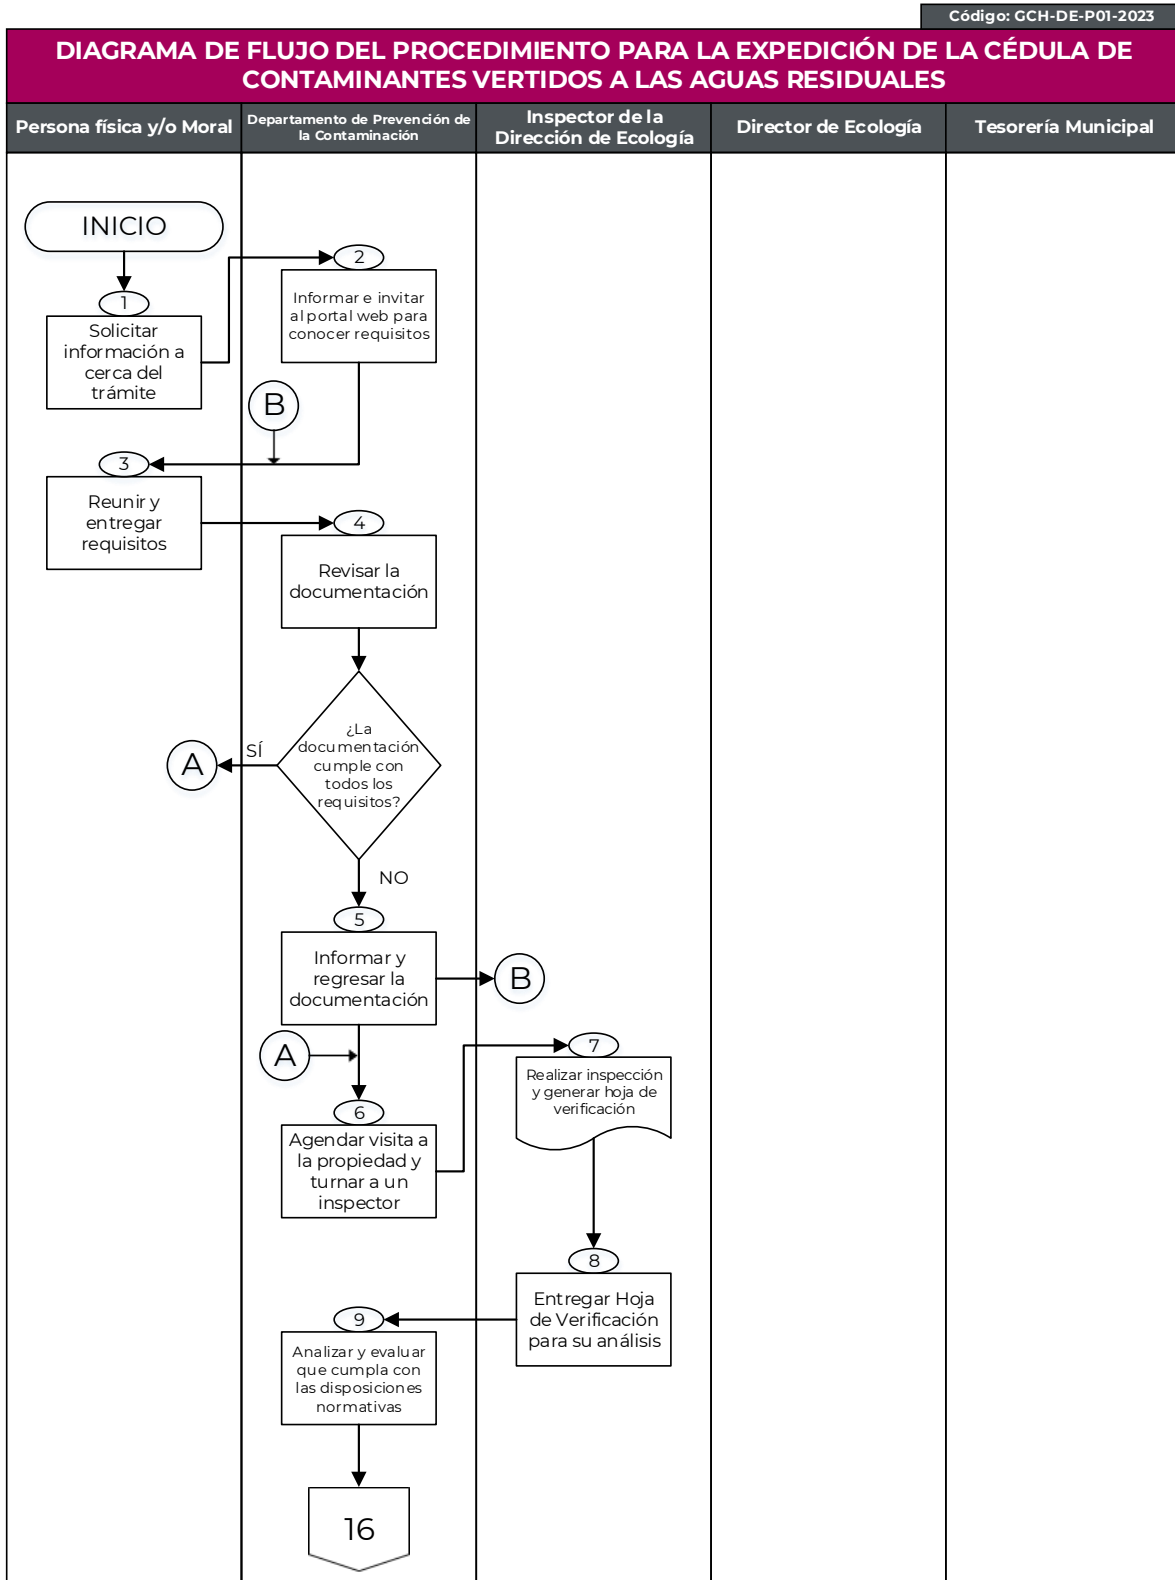 Código: GCH-DE-P01-2023
DIAGRAMA DE FLUJO DEL PROCEDIMIENTO PARA LA EXPEDICIÓN DE LA CÉDULA DE
CONTAMINANTES VERTIDOS A LAS AGUAS RESIDUALES
Persona física y/o Moral
Departamento de Prevención de
la Contaminación
Inspector de la
Dirección de Ecología
Director de Ecología
Tesorería Municipal
INICIO
1
Solicitar
información a
cerca del
trámite
2
Informar e invitar
al portal web para
conocer requisitos
B
3
Reunir y
entregar
requisitos
4
Revisar la
documentación
¿La
documentación
cumple con
todos los
requisitos?
SÍ
A
NO
5
Informar y
regresar la
documentación
B
A
6
Agendar visita a
la propiedad y
turnar a un
inspector
7
Realizar inspección
y generar hoja de
verificación
8
Entregar Hoja
de Verificación
para su análisis
9
Analizar y evaluar
que cumpla con
las disposiciones
normativas
16